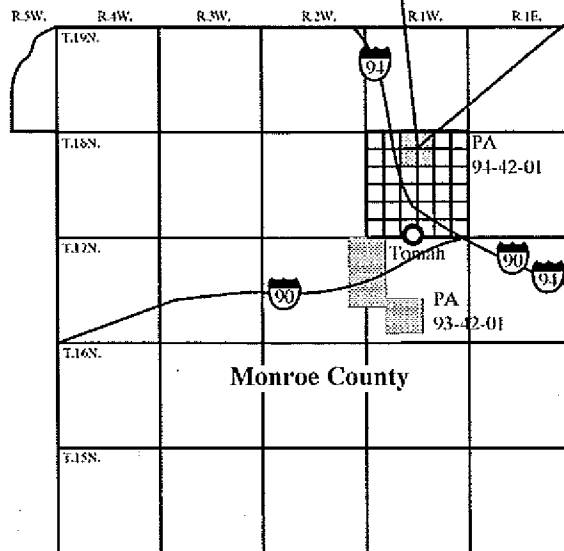 R.5W. R.4W. R.3W. R.2W. R.1W. R.1E.
T.19N.
94
T.18N.
PA
94-42-01
T.17N.
Tomah
90
94
90
PA
93-42-01
T.16N.
Monroe County
T.15N.